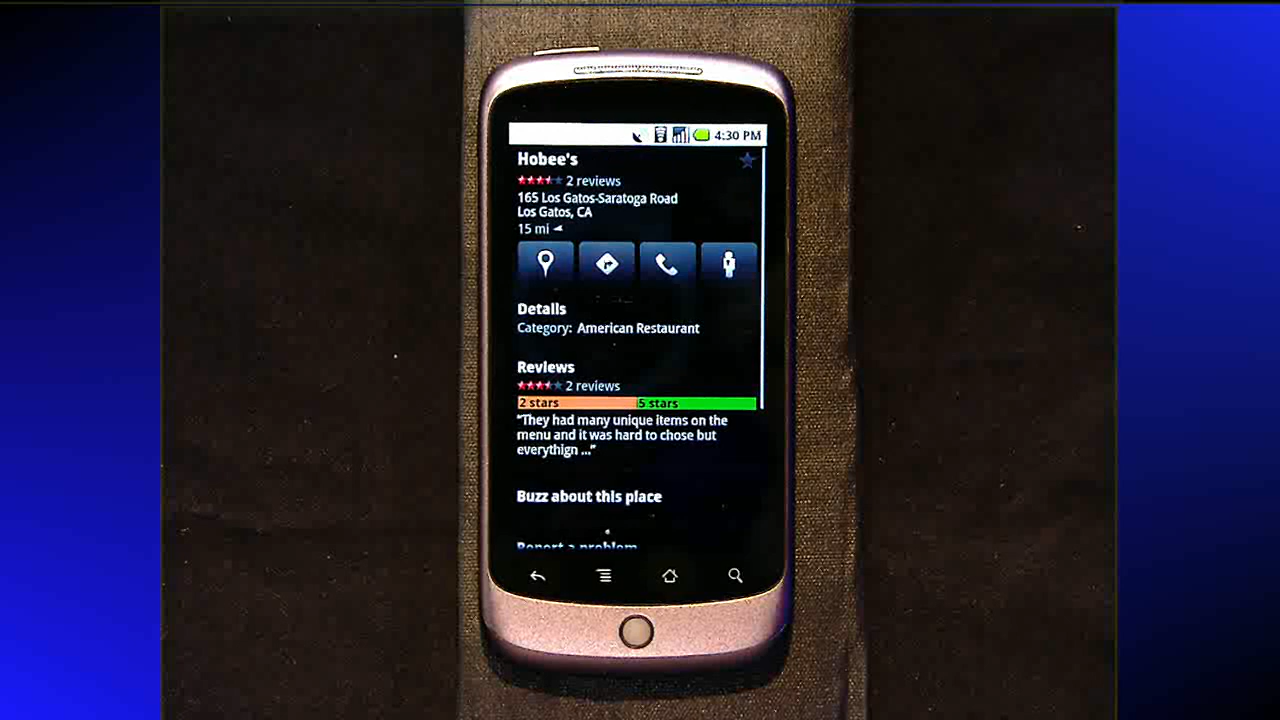 4:30 PM
Hobee's
2 reviews
165 Los Gatos-Saratoga Road
Los Gatos, CA
15 mi
Details
Category: American Restaurant
Reviews
2 reviews
2 stars 5 stars
"They had many unique items on the
menu and it was hard to chose but
everythign ..."
Buzz about this place
Report a problem